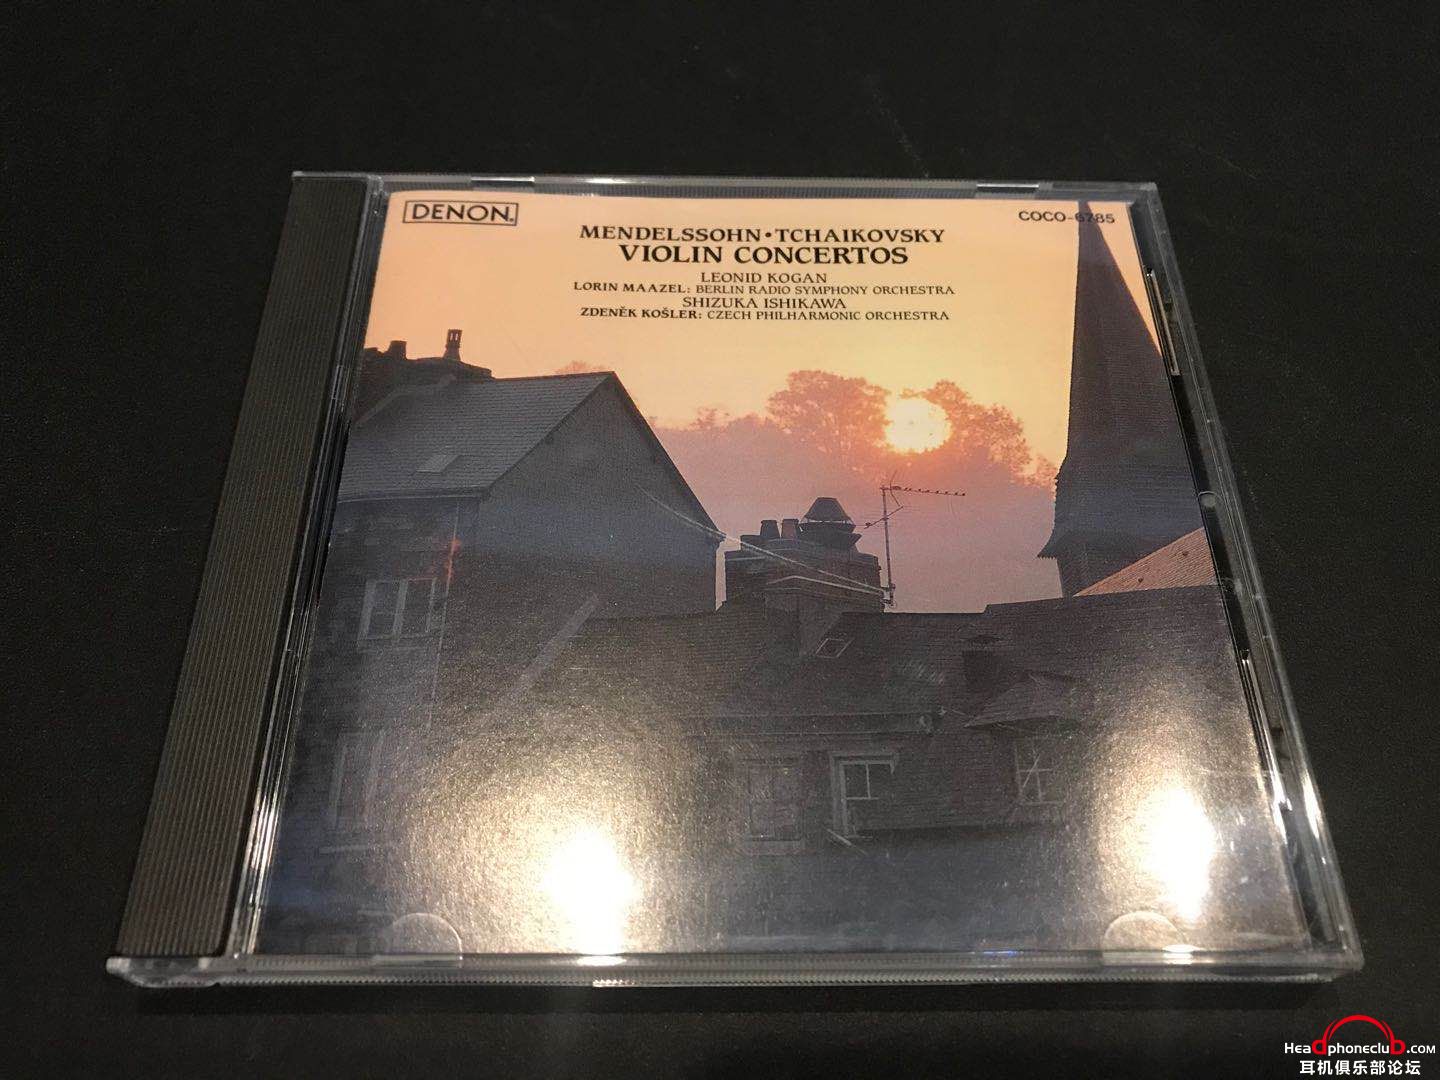 DENON.
COCO-6785
MENDELSSOHN•TCHAIKOVSKY
VIOLIN CONCERTOS
LEONID KOGAN
LORIN MAAZEL: BERLIN RADIO SYMPHONY ORCHESTRA
SHIZUKA ISHIKAWA
ZDENĚK KOŠLER: CZECH PHILHARMONIC ORCHESTRA
Headphoneclub.com
耳机俱乐部论坛